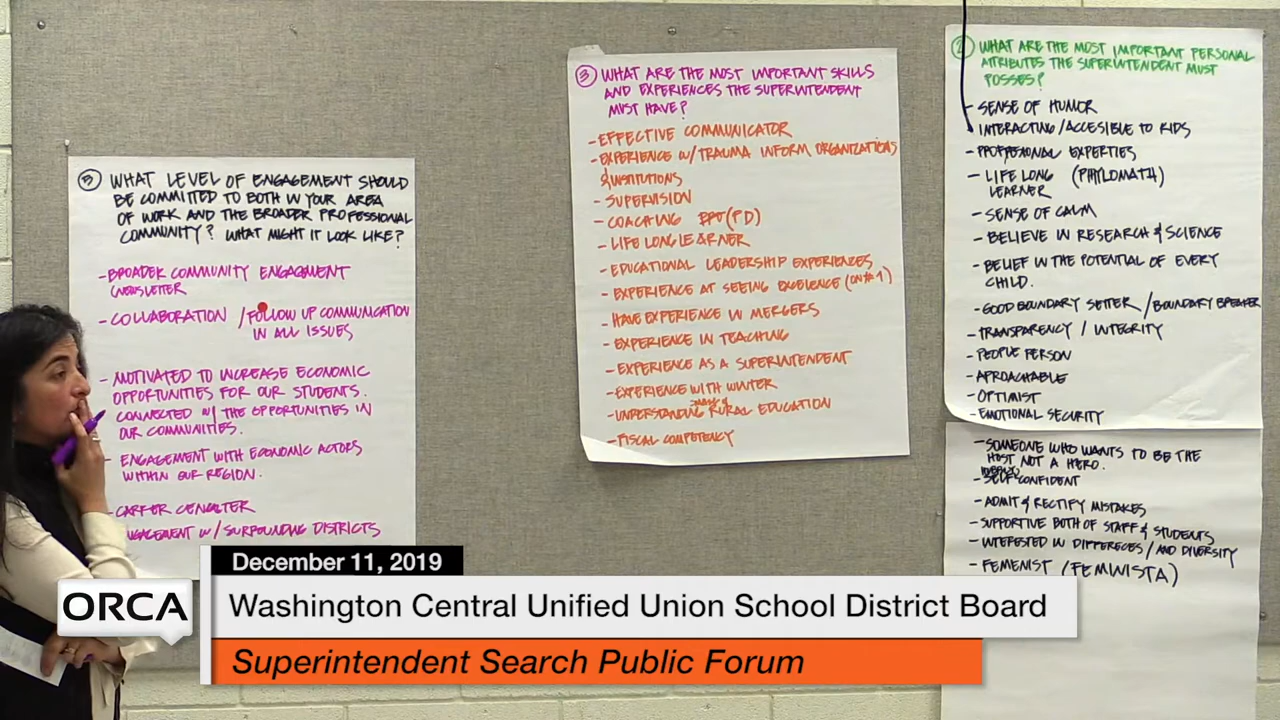 5 WHAT LEVEL OF ENGAGEMENT SHOULD
BE COMMITTED TO BOTH IN YOUR AREA
OF WORK AND THE BROADER PROFESSIONAL
COMMUNITY? WHAT MIGHT IT LOOK LIKE?
- BROADER COMMUNITY ENGAGEMENT
NEWSLETTER
- COLLABORATION / FOLLOW UP COMMUNICATION
IN ALL ISSUES
- MOTIVATED TO INCREASE ECONOMIC
OPPORTUNITIES FOR OUR STUDENTS.
CONNECTED W/ THE OPPORTUNITIES IN
OUR COMMUNITIES.
- ENGAGEMENT WITH ECONOMIC ACTORS
WITHIN OUR REGION.
- CAREER
ENGAGEMENT W/ SURROUNDING DISTRICTS
3 WHAT ARE THE MOST IMPORTANT SKILLS
AND EXPERIENCES THE SUPERINTENDENT
MUST HAVE?
- EFFECTIVE COMMUNICATOR
- EXPERIENCE W/ TRAUMA INFORM ORGANIZATIONS
& INSTITUTIONS
- SUPERVISION
- COACHING (PD)
- LIFE LONG LEARNER
- EDUCATIONAL LEADERSHIP EXPERIENCES
- EXPERIENCE AT SEEING EXCELENCE (ON #1)
- HAVE EXPERIENCE IN MERGERS
- EXPERIENCE IN TEACHING
- EXPERIENCE AS A SUPERINTENDENT
- EXPERIENCE WITH WINTER
- UNDERSTANDING RURAL EDUCATION
- FISCAL COMPETENCY
2 WHAT ARE THE MOST IMPORTANT PERSONAL
ATTRIBUTES THE SUPERINTENDENT MUST
POSSES?
- SENSE OF HUMOR
- INTERACTING / ACCESIBLE TO KIDS
- PROFESIONAL EXPERTIES
- LIFE LONG (PHYLOMATH)
LEARNER
- SENSE OF CALM
- BELIEVE IN RESEARCH & SCIENCE
- BELIEF IN THE POTENTIAL OF EVERY
CHILD.
- GOOD BOUNDARY SETTER / BOUNDARY SPEAKER
- TRANSPARENCY / INTEGRITY
- PEOPLE PERSON
- APROACHABLE
- OPTIMIST
- EMOTIONAL SECURITY
- SOMEONE WHO WANTS TO BE THE
HOST NOT A HERO.
- SELF CONFIDENT
- ADMIT & RECTIFY MISTAKES
- SUPPORTIVE BOTH OF STAFF & STUDENTS
- INTERESTED IN DIFFERECES / AND DIVERSITY
- FEMENIST (FEMINISTA)
December 11, 2019
ORCA
Washington Central Unified Union School District Board
Superintendent Search Public Forum